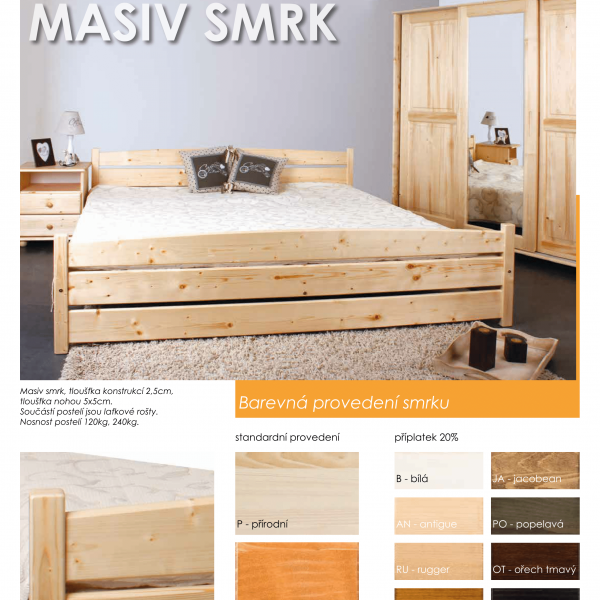 MASIV SMRK
Masiv smrk, tloušťka konstrukcí 2,5cm,
tloušťka nohou 5x5cm.
Součástí postelí jsou laťkové rošty.
Nosnost postelí 120kg, 240kg.
Barevná provedení smrku
standardní provedení
příplatek 20%
P - přírodní
B - bílá
JA - jacobean
AN - antigue
PO - popelavá
RU - rugger
OT - ořech tmavý